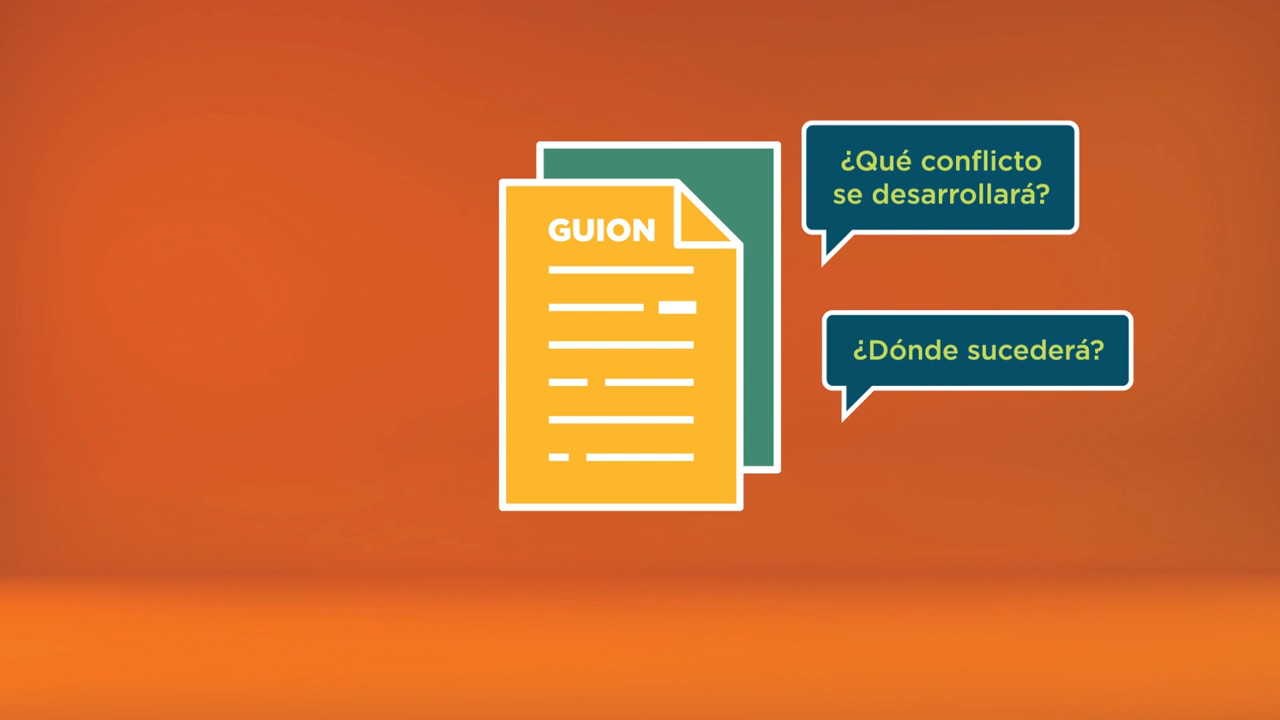 GUION
¿Qué conflicto
se desarrollará?
¿Dónde sucederá?